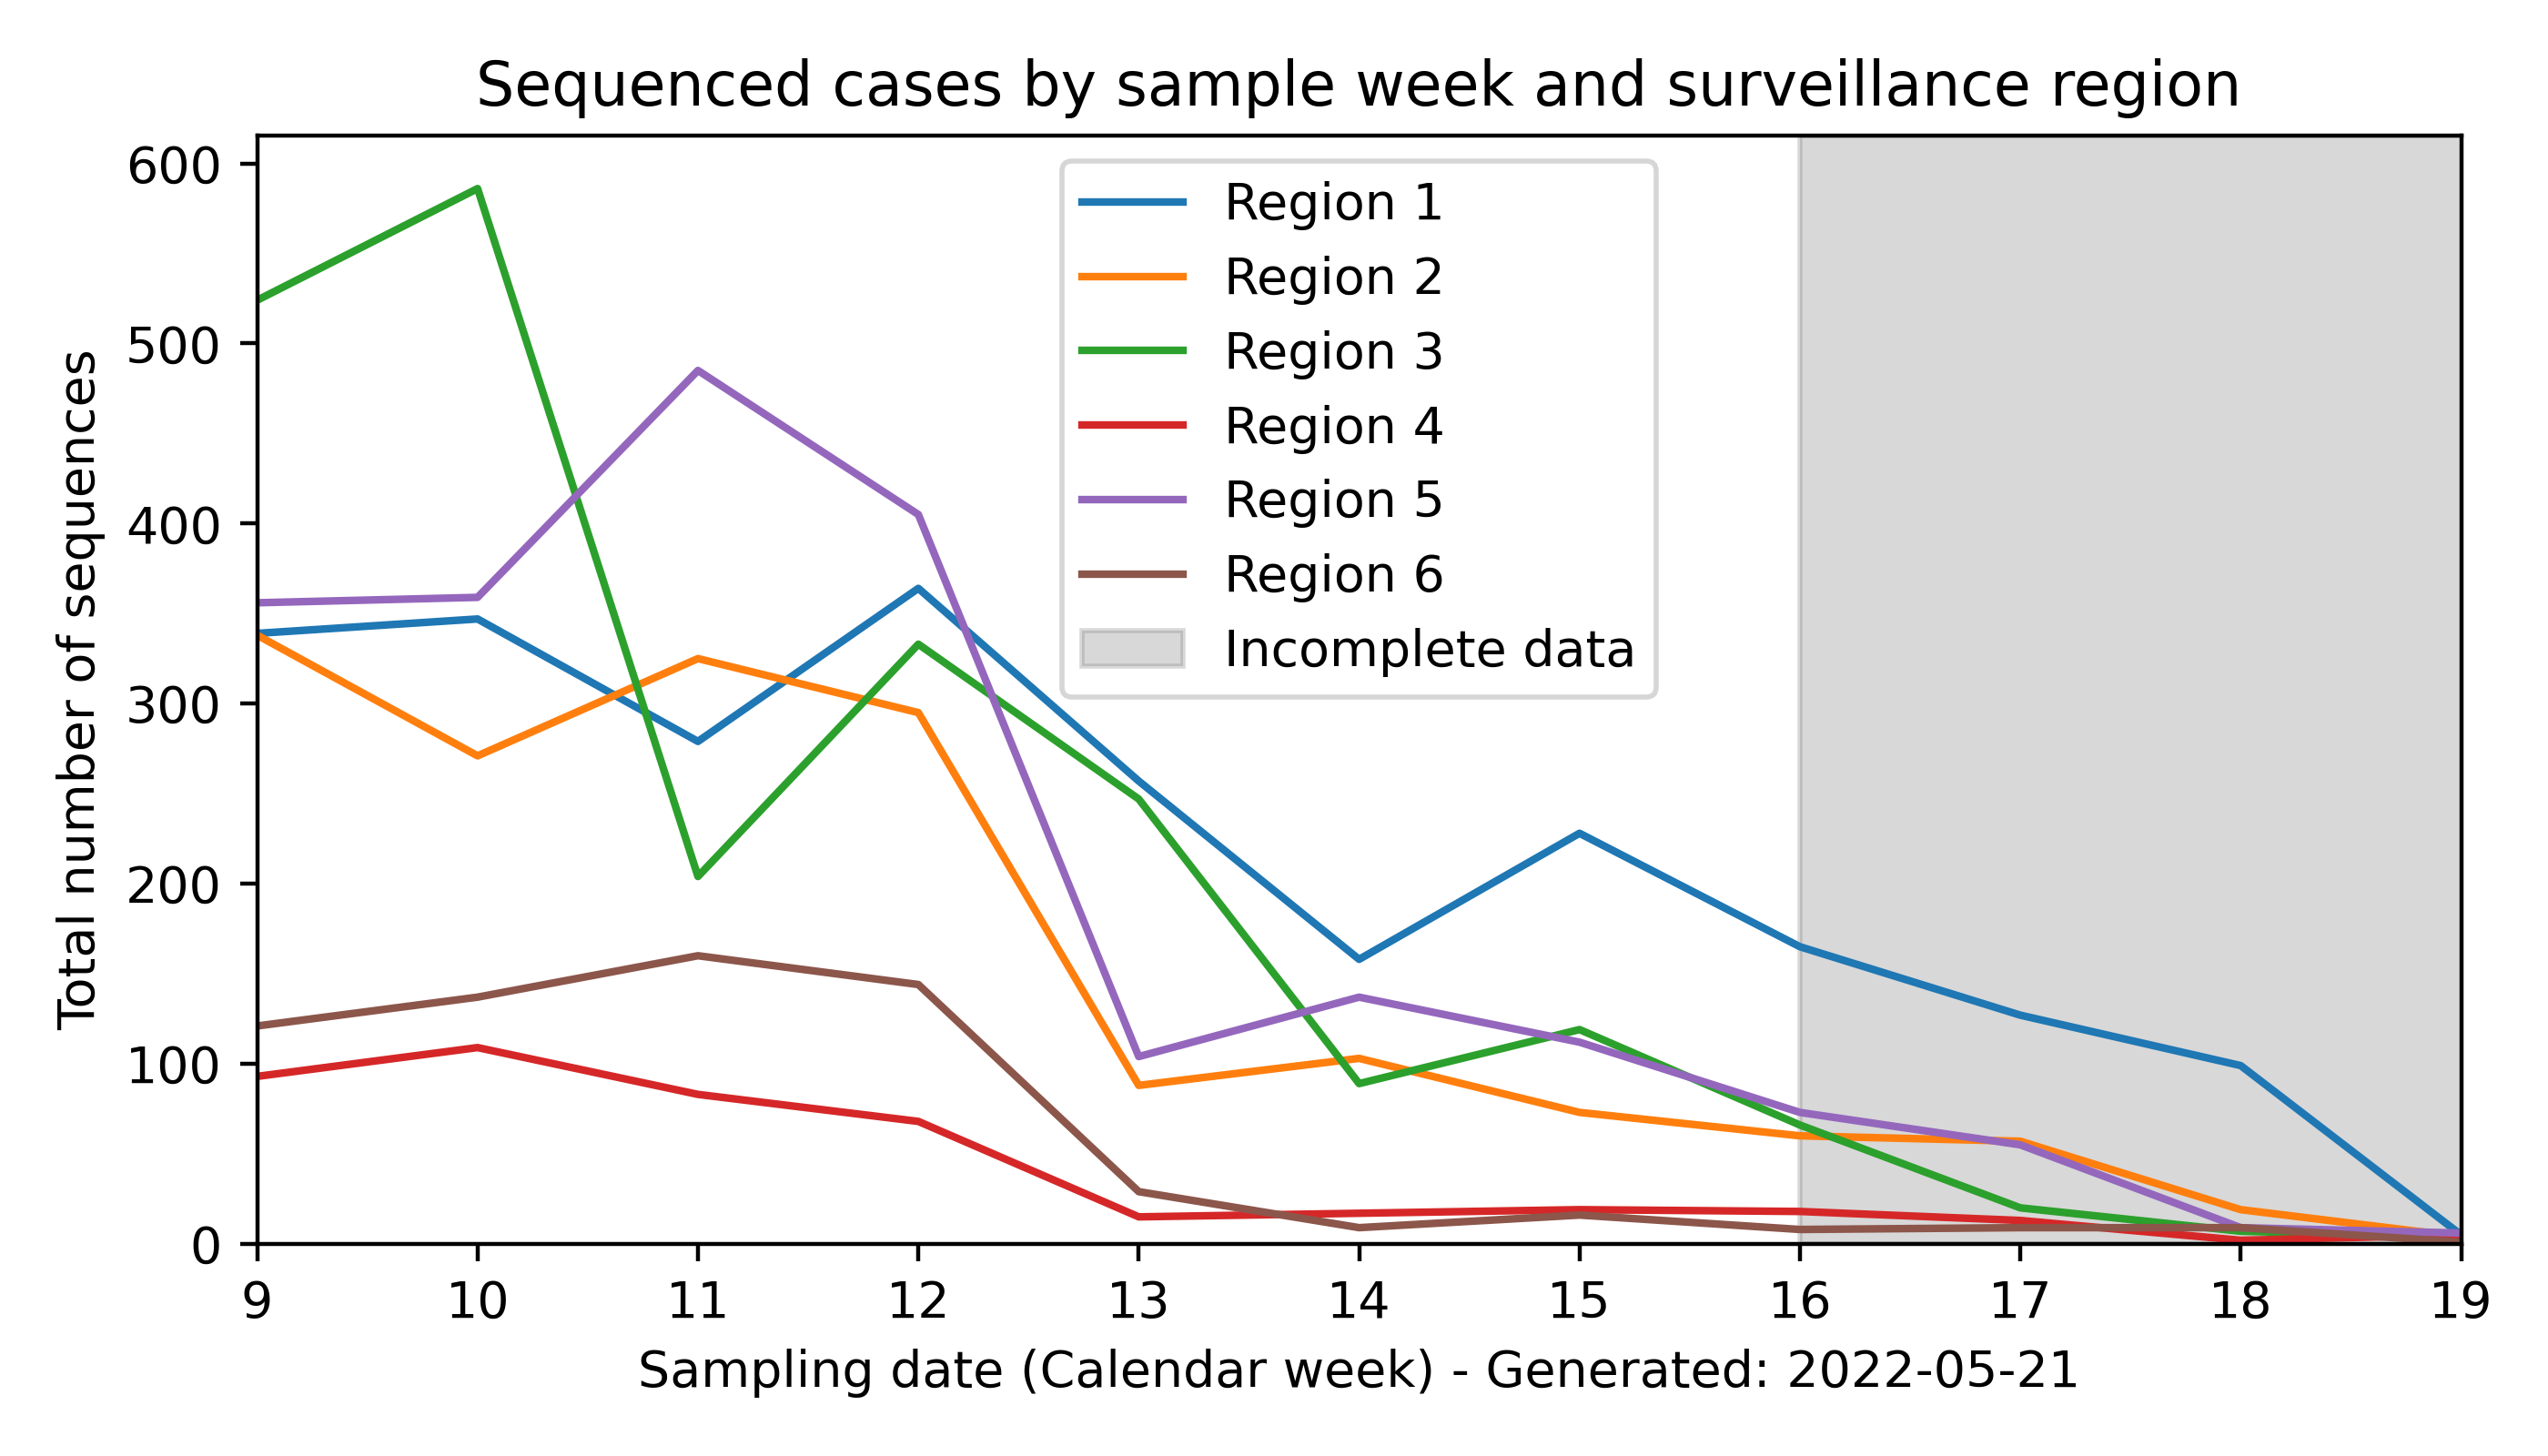 Sequenced cases by sample week and surveillance region
600
500
400
300
200
100
0
Total number of sequences
Region 1
Region 2
Region 3
Region 4
Region 5
Region 6
Incomplete data
9 10 11 12 13 14 15 16 17 18 19
Sampling date (Calendar week) - Generated: 2022-05-21